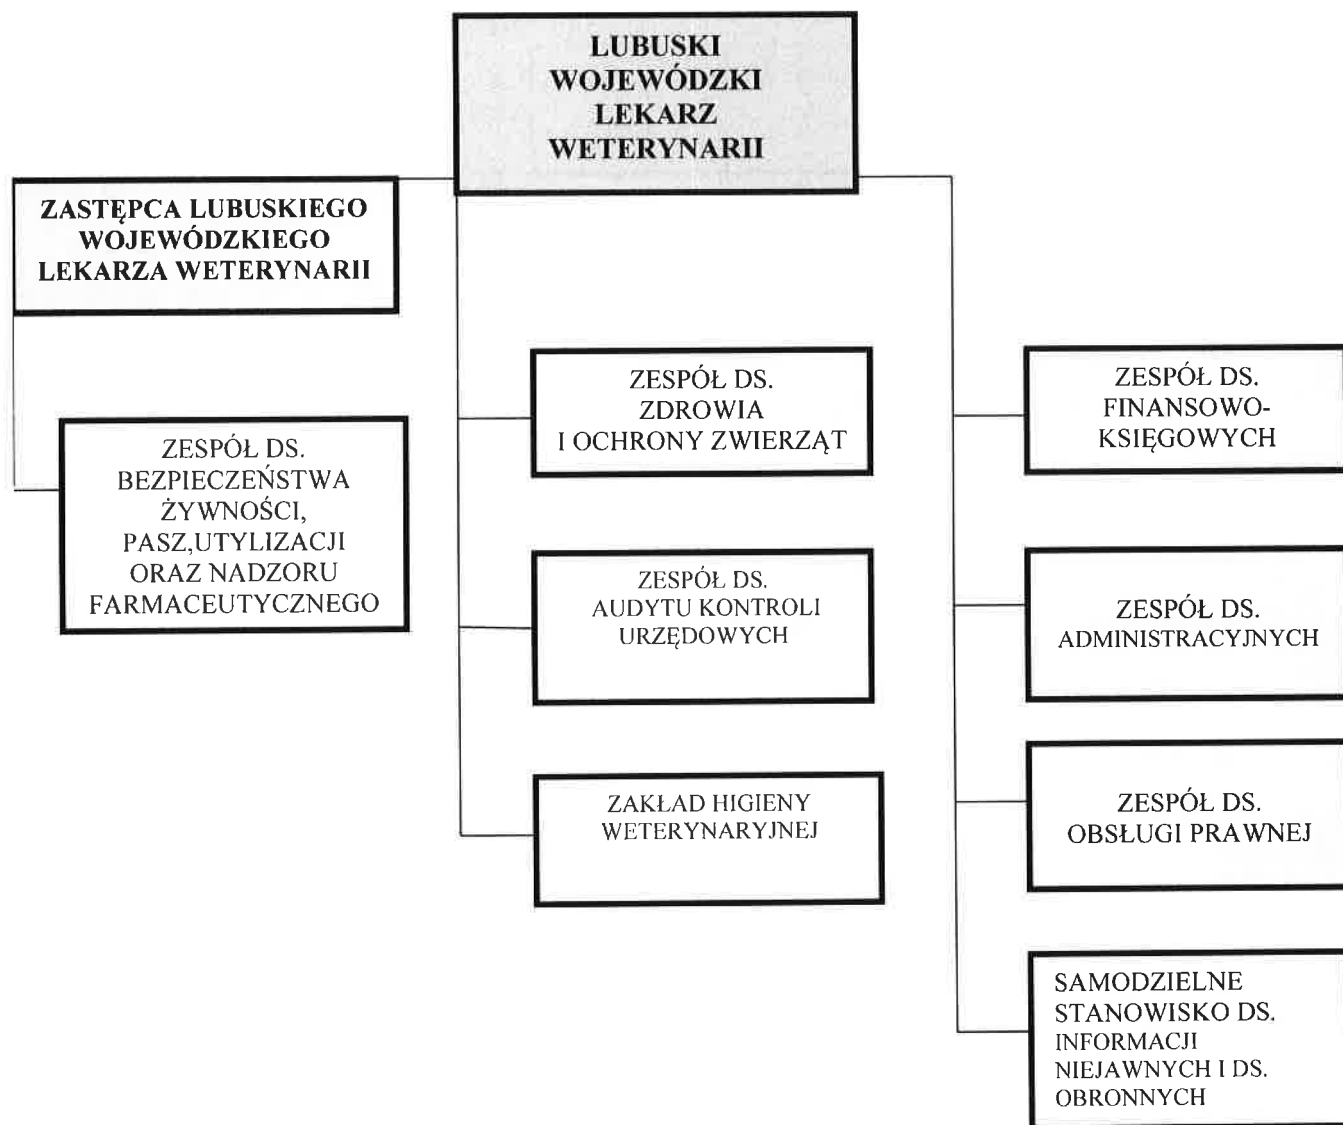 LUBUSKI
WOJEWÓDZKI
LEKARZ
WETERYNARII
ZASTĘPCA LUBUSKIEGO
WOJEWÓDZKIEGO
LEKARZA WETERYNARII
ZESPÓŁ DS.
BEZPIECZEŃSTWA
ŻYWNOŚCI,
PASZ,UTYLIZACJI
ORAZ NADZORU
FARMACEUTYCZNEGO
ZESPÓŁ DS.
ZDROWIA
I OCHRONY ZWIERZĄT
ZESPÓŁ DS.
AUDYTU KONTROLI
URZĘDOWYCH
ZAKŁAD HIGIENY
WETERYNARYJNEJ
ZESPÓŁ DS.
FINANSOWO-
KSIĘGOWYCH
ZESPÓŁ DS.
ADMINISTRACYJNYCH
ZESPÓŁ DS.
OBSŁUGI PRAWNEJ
SAMODZIELNE
STANOWISKO DS.
INFORMACJI
NIEJAWNYCH I DS.
OBRONNYCH